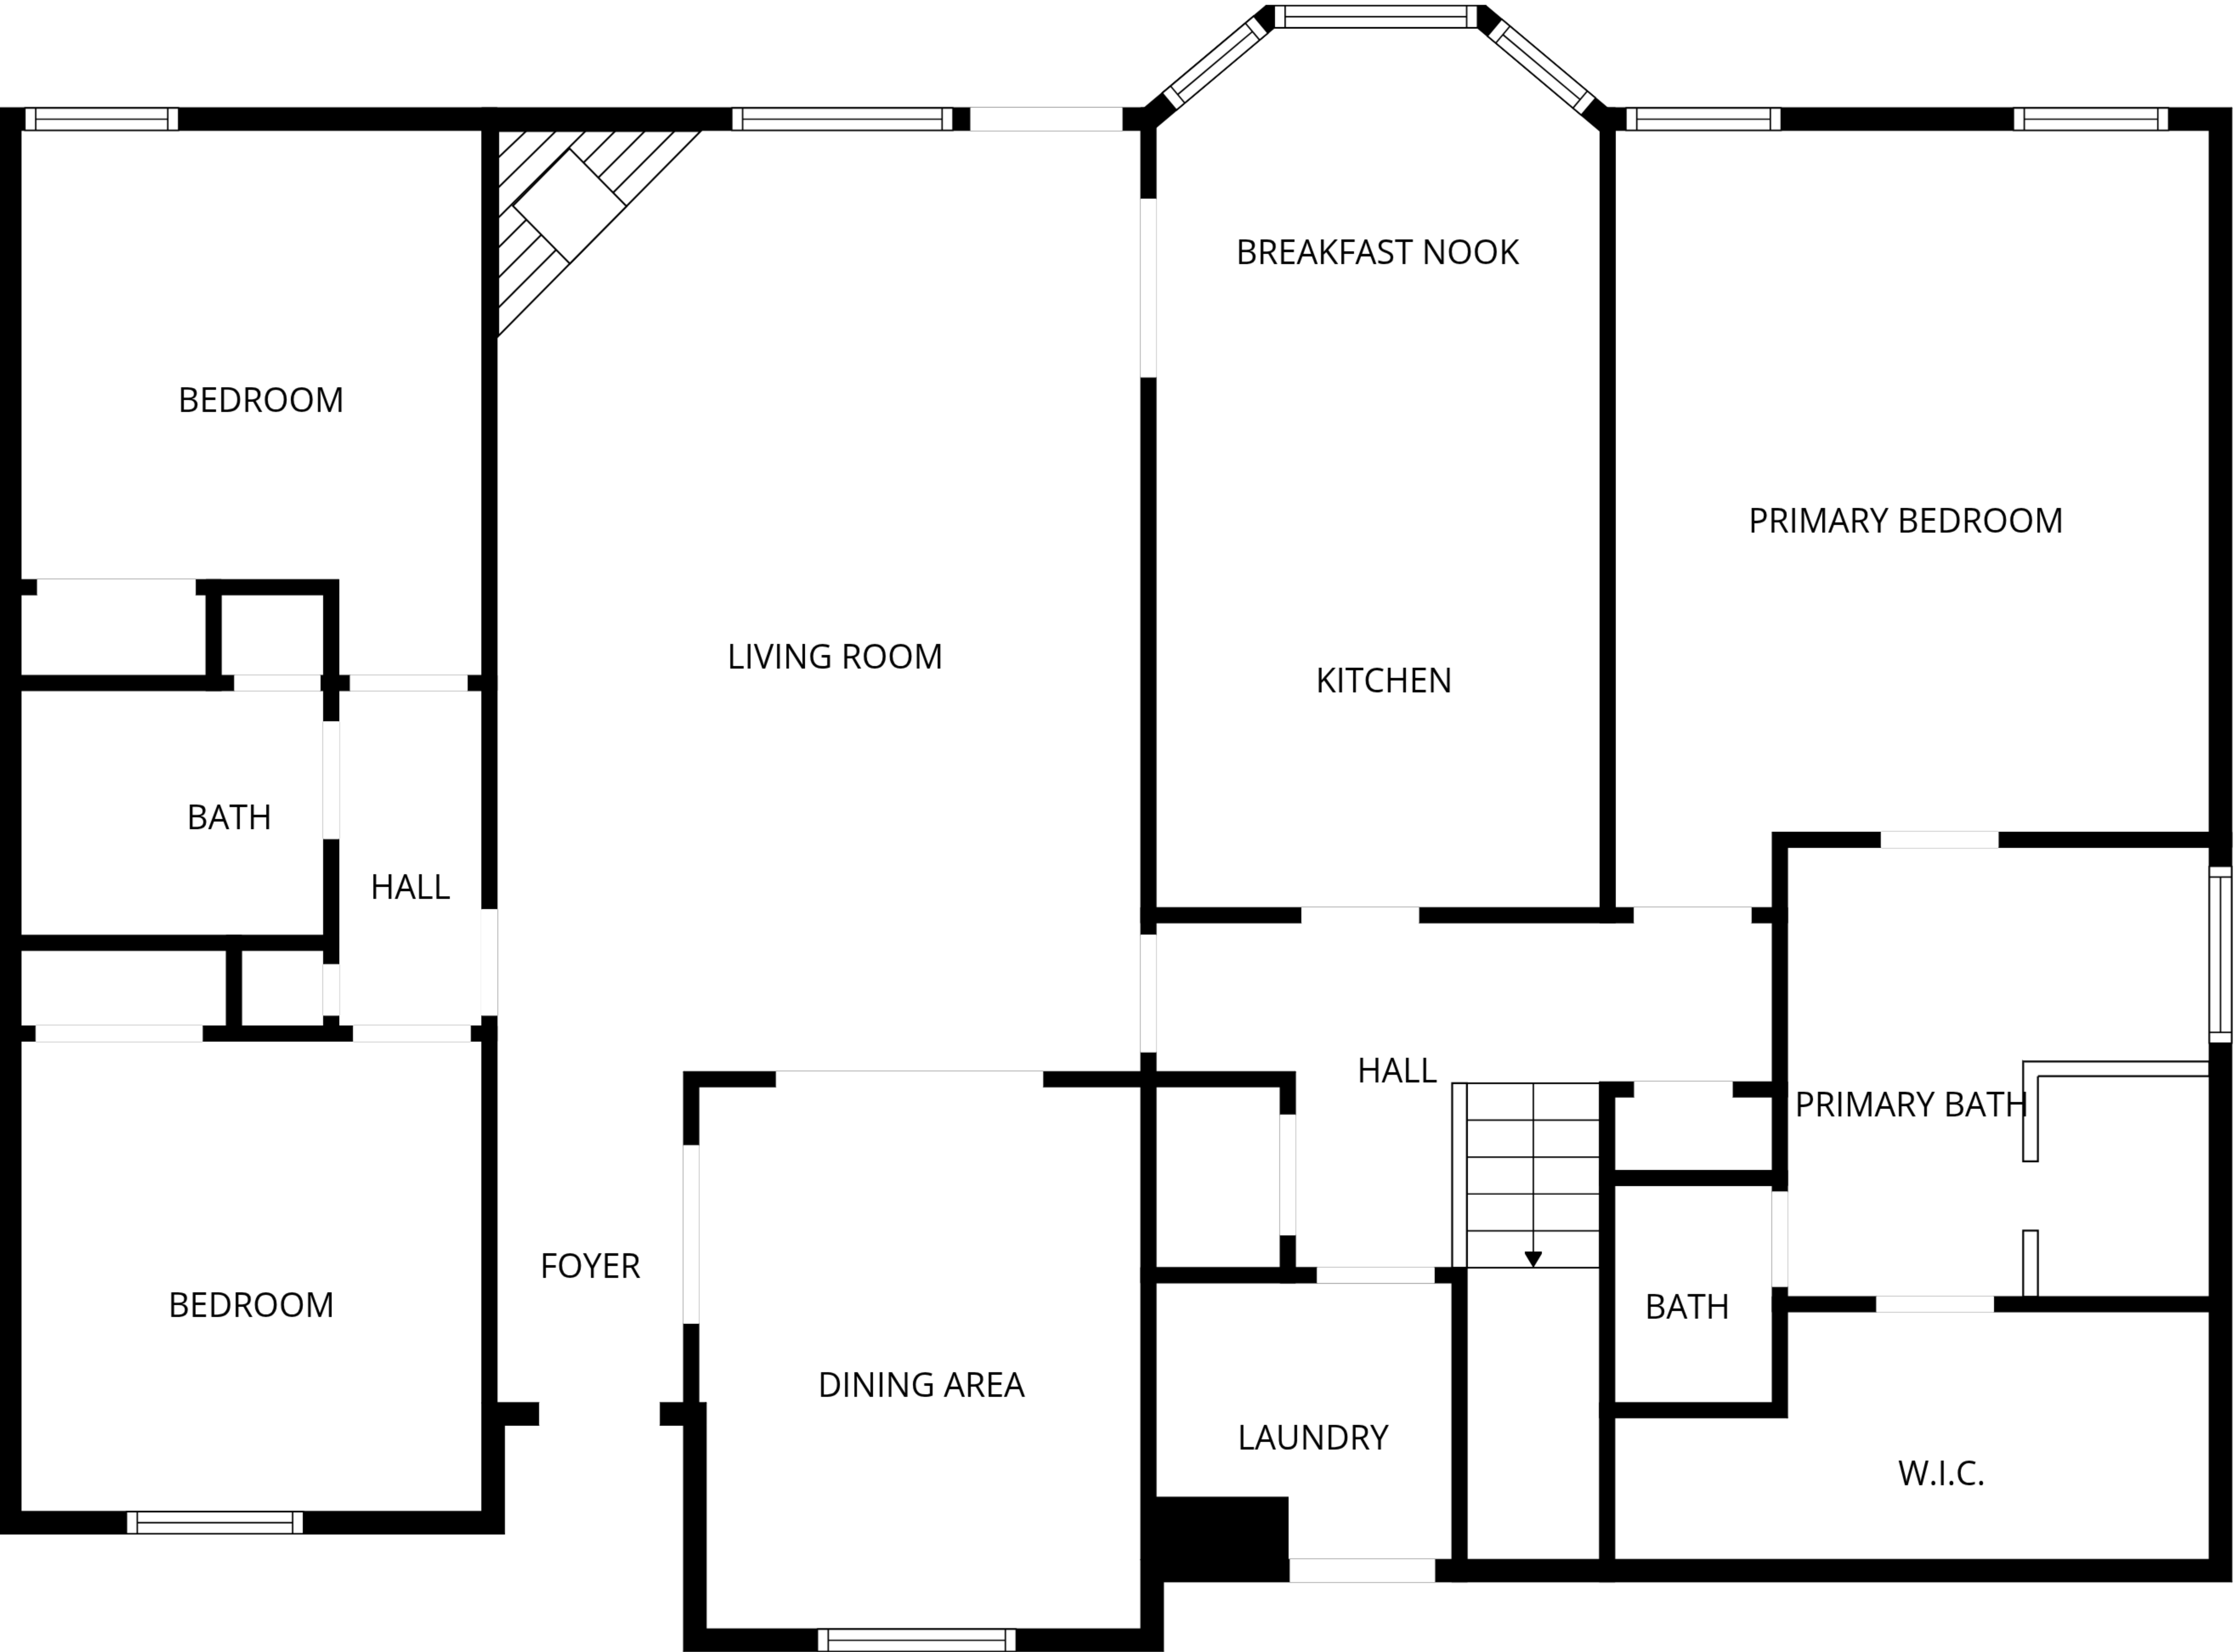 BREAKFAST NOOK
BEDROOM
PRIMARY BEDROOM
LIVING ROOM
KITCHEN
BATH
HALL
HALL
PRIMARY BATH
FOYER
BEDROOM
BATH
DINING AREA
LAUNDRY
W.I.C.